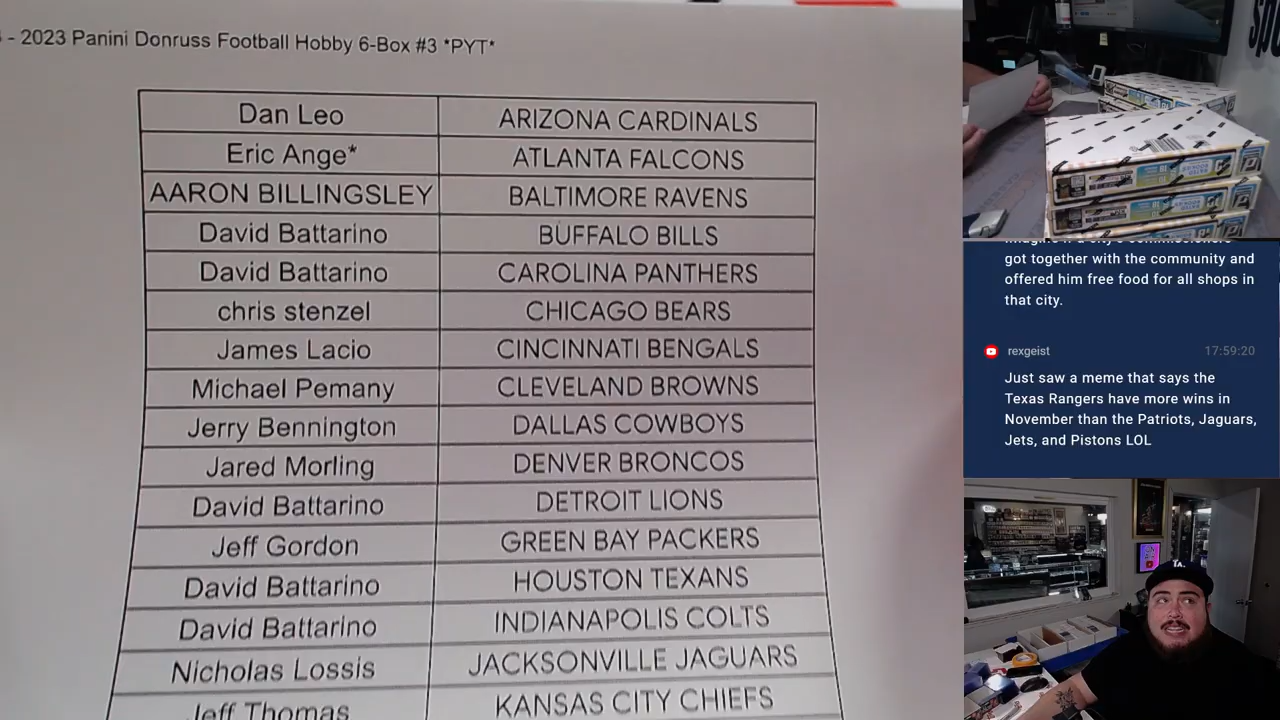 - 2023 Panini Donruss Football Hobby 6-Box #3 *PYT*
Dan Leo ARIZONA CARDINALS
Eric Ange* ATLANTA FALCONS
AARON BILLINGSLEY BALTIMORE RAVENS
David Battarino BUFFALO BILLS
David Battarino CAROLINA PANTHERS
chris stenzel CHICAGO BEARS
James Lacio CINCINNATI BENGALS
Michael Pemany CLEVELAND BROWNS
Jerry Bennington DALLAS COWBOYS
Jared Morling DENVER BRONCOS
David Battarino DETROIT LIONS
Jeff Gordon GREEN BAY PACKERS
David Battarino HOUSTON TEXANS
David Battarino INDIANAPOLIS COLTS
Nicholas Lossis JACKSONVILLE JAGUARS
Jeff Thomas KANSAS CITY CHIEFS
got together with the community and
offered him free food for all shops in
that city.
rexgeist 17:59:20
Just saw a meme that says the
Texas Rangers have more wins in
November than the Patriots, Jaguars,
Jets, and Pistons LOL